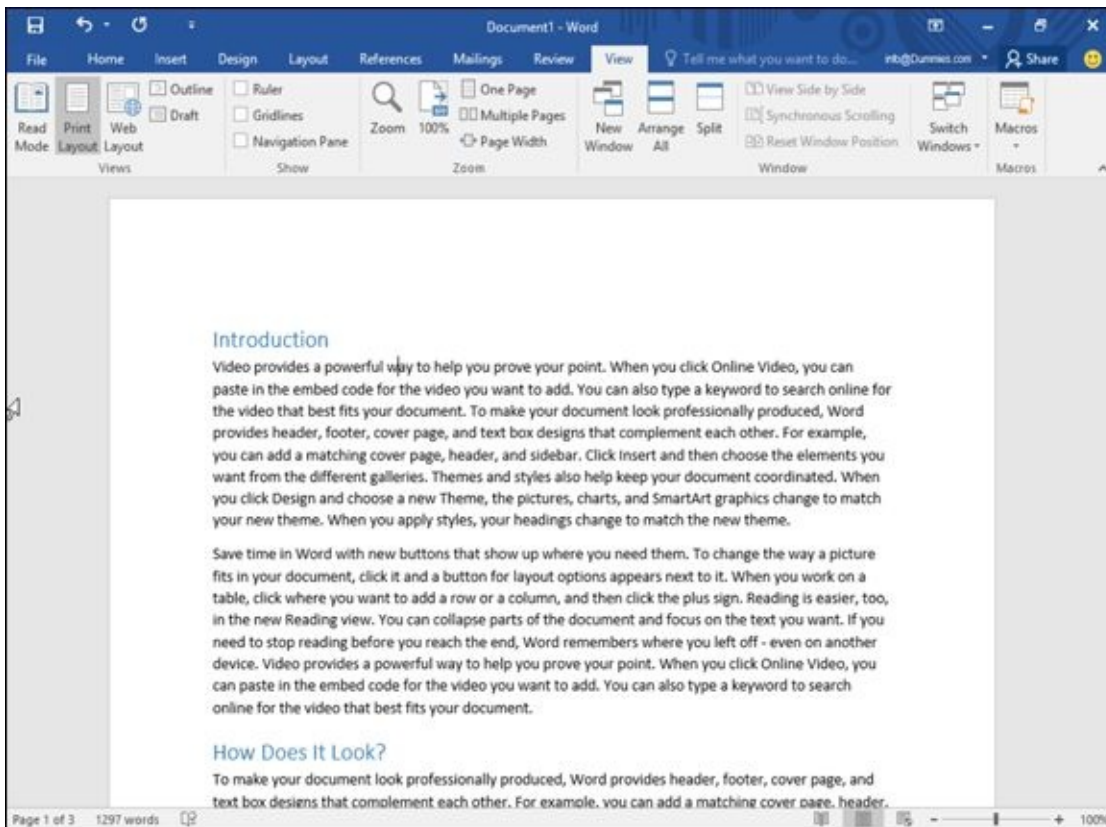 Document1 - Word
File Home Insert Design Layout References Mailings Review View Tell me what you want to do... info@Dummies.com Share
Read Mode
Print Layout
Web Layout
Outline
Draft
Views
Ruler
Gridlines
Navigation Pane
Show
Zoom
100%
One Page
Multiple Pages
Page Width
Zoom
New Window
Arrange All
Split
View Side by Side
Synchronous Scrolling
Reset Window Position
Switch Windows
Window
Macros
Macros
Introduction
Video provides a powerful way to help you prove your point. When you click Online Video, you can
paste in the embed code for the video you want to add. You can also type a keyword to search online for
the video that best fits your document. To make your document look professionally produced, Word
provides header, footer, cover page, and text box designs that complement each other. For example,
you can add a matching cover page, header, and sidebar. Click Insert and then choose the elements you
want from the different galleries. Themes and styles also help keep your document coordinated. When
you click Design and choose a new Theme, the pictures, charts, and SmartArt graphics change to match
your new theme. When you apply styles, your headings change to match the new theme.
Save time in Word with new buttons that show up where you need them. To change the way a picture
fits in your document, click it and a button for layout options appears next to it. When you work on a
table, click where you want to add a row or a column, and then click the plus sign. Reading is easier, too,
in the new Reading view. You can collapse parts of the document and focus on the text you want. If you
need to stop reading before you reach the end, Word remembers where you left off - even on another
device. Video provides a powerful way to help you prove your point. When you click Online Video, you
can paste in the embed code for the video you want to add. You can also type a keyword to search
online for the video that best fits your document.
How Does It Look?
To make your document look professionally produced, Word provides header, footer, cover page, and
text box designs that complement each other. For example, you can add a matching cover page, header,
Page 1 of 3 1297 words 100%